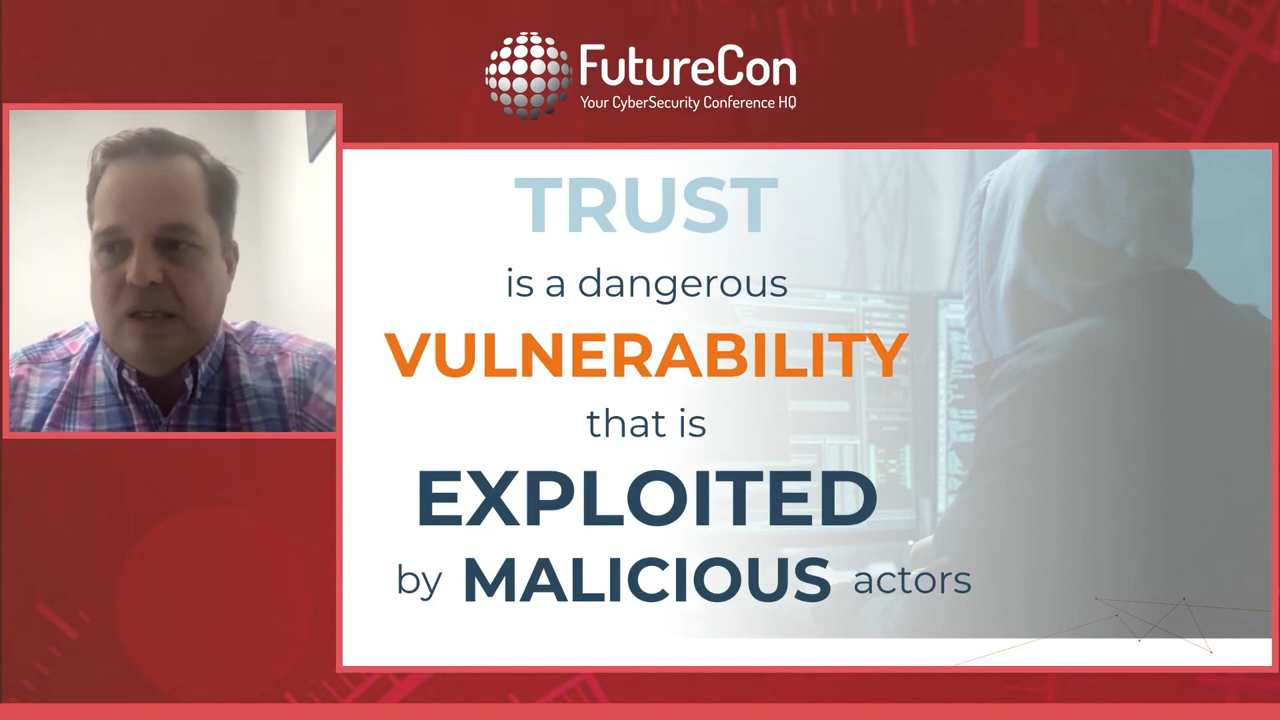 FutureCon
Your CyberSecurity Conference HQ
TRUST
is a dangerous
VULNERABILITY
that is
EXPLOITED
by MALICIOUS actors